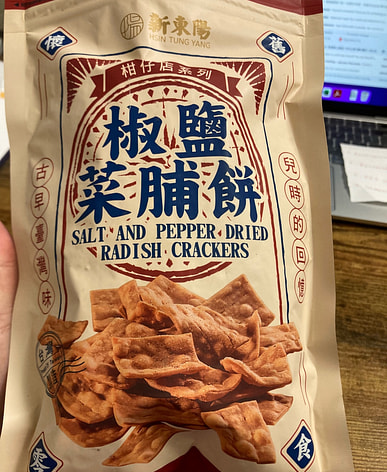 新東陽
HSIN TUNG YANG
懷
舊
柑仔店系列
椒鹽
菜脯餅
SALT AND PEPPER DRIED
RADISH CRACKERS
古早臺灣味
兒時的回憶
零
食